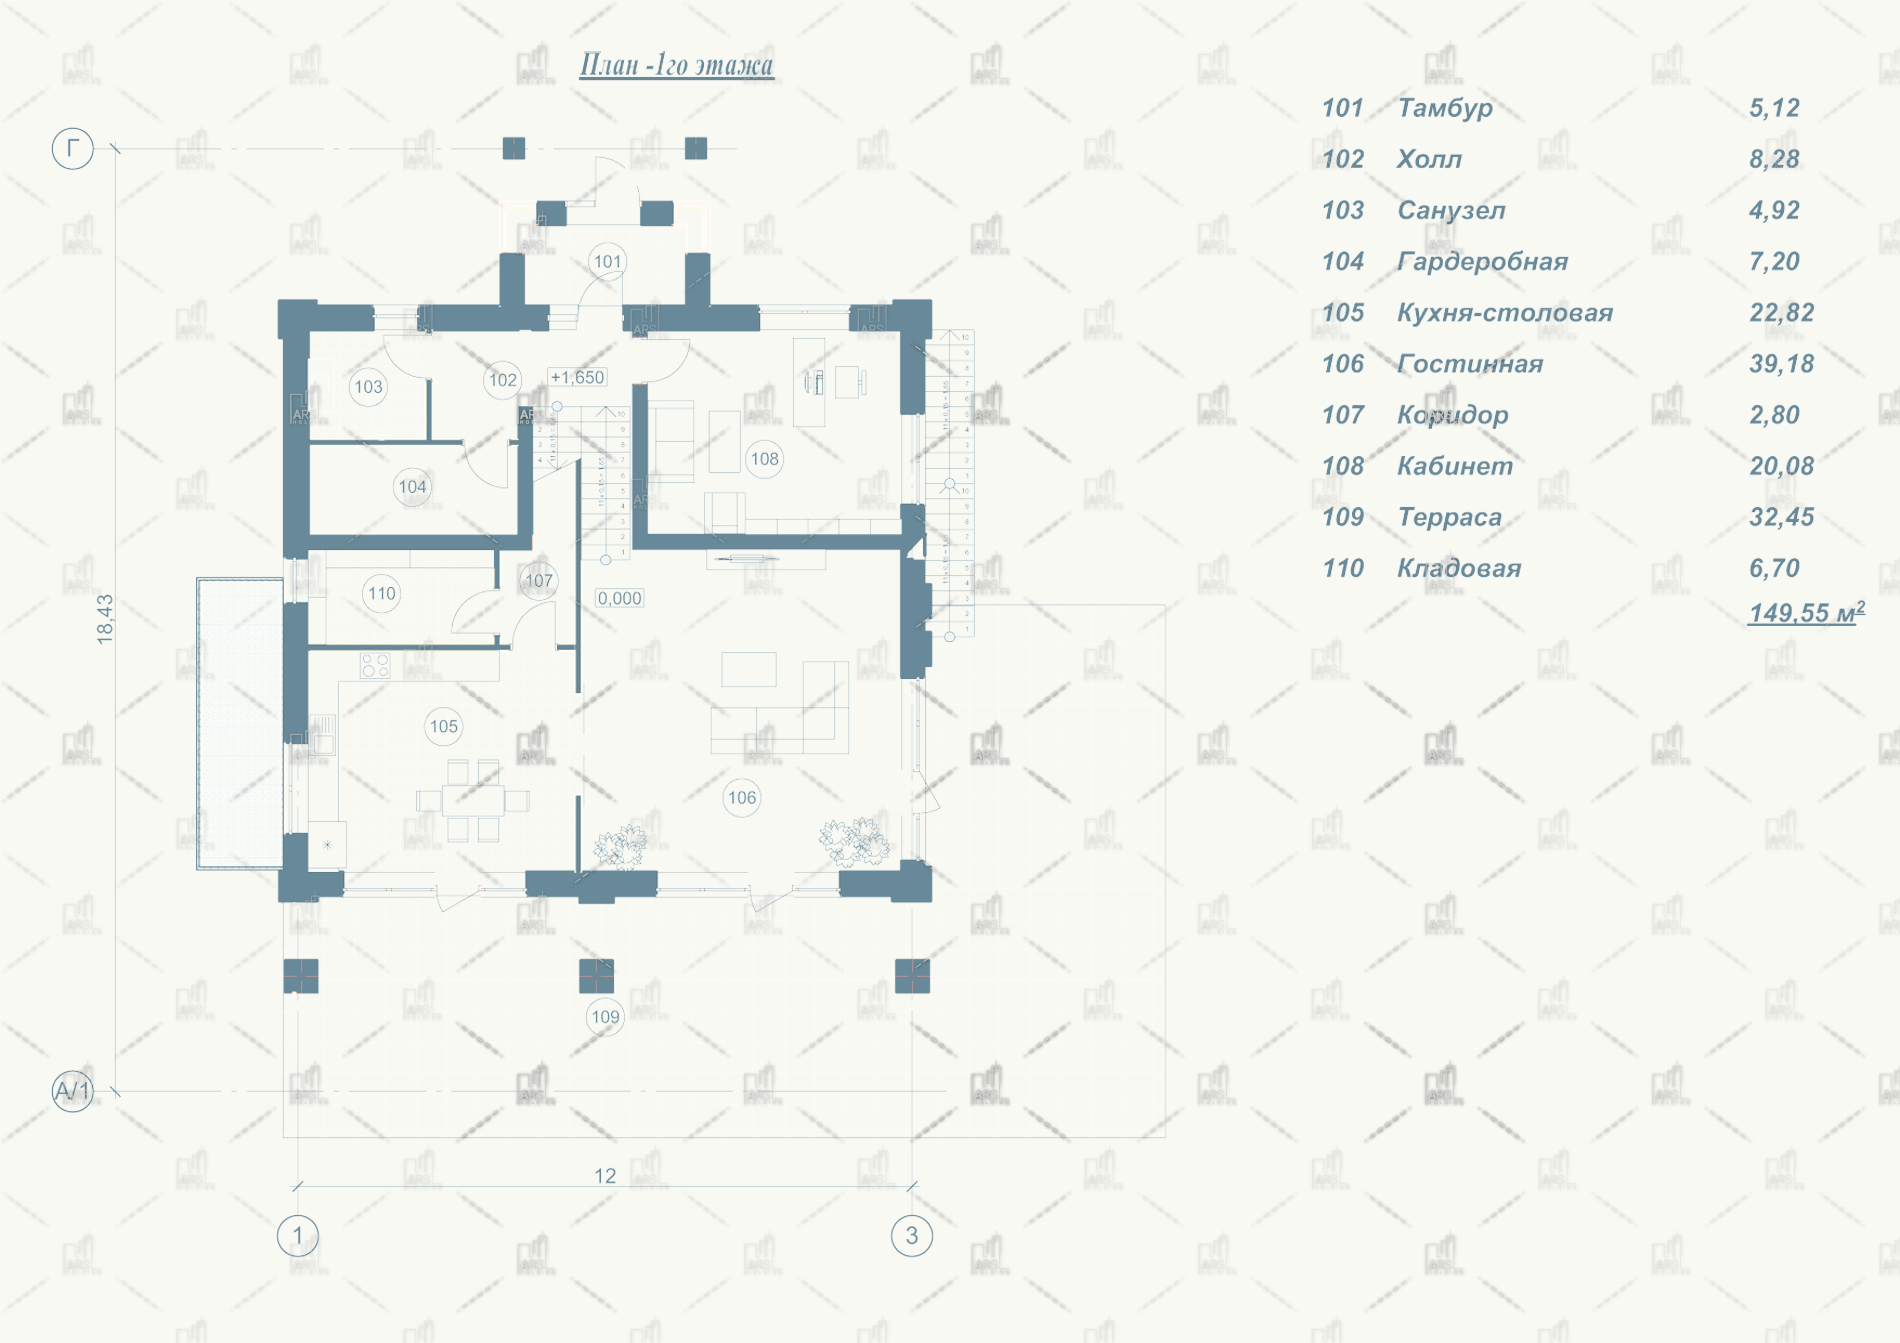 План -1го этажа
101 Тамбур 5,12
102 Холл 8,28
103 Санузел 4,92
104 Гардеробная 7,20
105 Кухня-столовая 22,82
106 Гостинная 39,18
107 Коридор 2,80
108 Кабинет 20,08
109 Терраса 32,45
110 Кладовая 6,70
149,55 м²
Г
101
103
102
+1,650
108
104
110
107
0,000
18,43
105
106
109
А/1
12
1
3